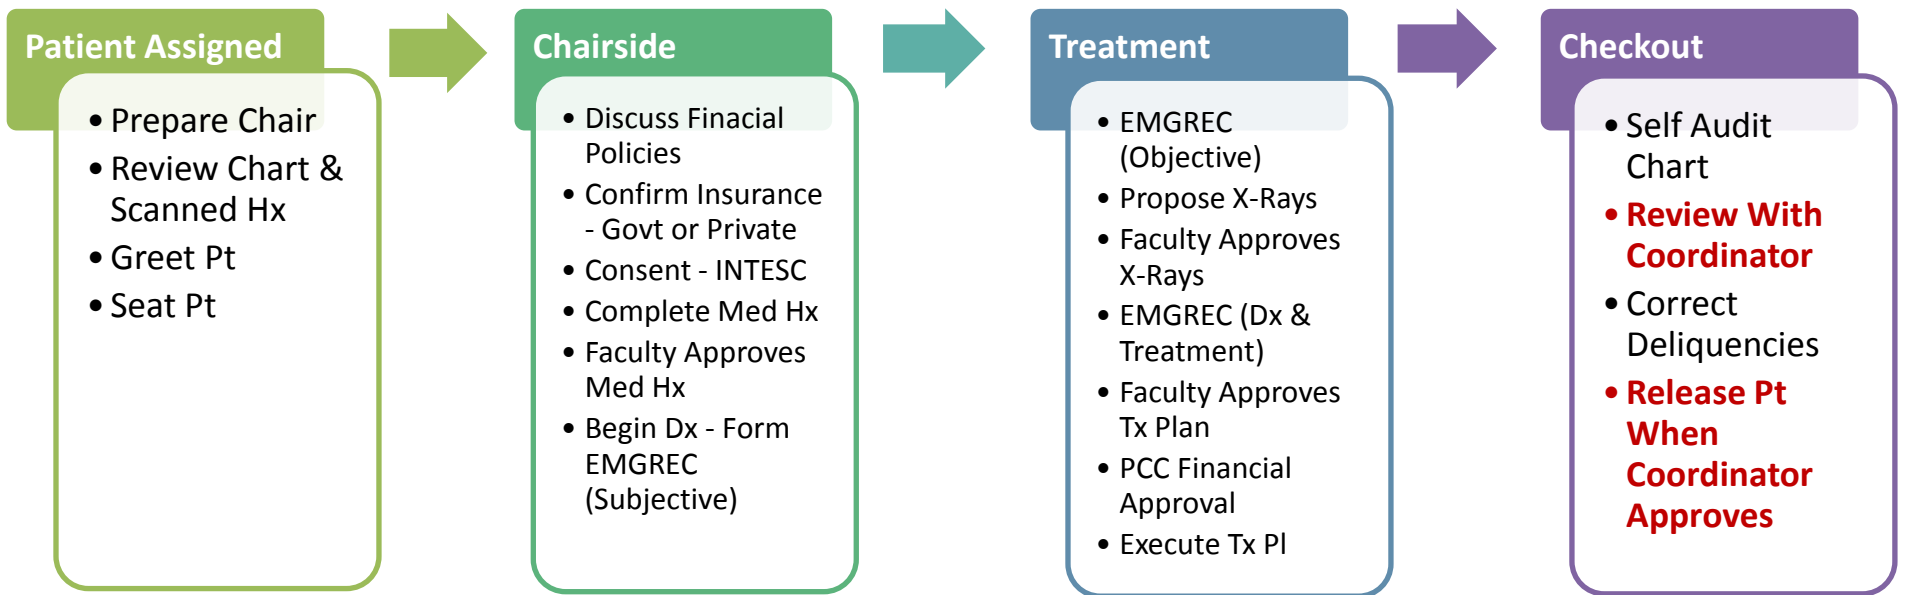 Patient Assigned
• Prepare Chair
• Review Chart &
Scanned Hx
• Greet Pt
• Seat Pt
Chairside
• Discuss Finacial
Policies
• Confirm Insurance
- Govt or Private
• Consent - INTESC
• Complete Med Hx
• Faculty Approves
Med Hx
• Begin Dx - Form
EMGREC
(Subjective)
Treatment
• EMGREC
(Objective)
• Propose X-Rays
• Faculty Approves
X-Rays
• EMGREC (Dx &
Treatment)
• Faculty Approves
Tx Plan
• PCC Financial
Approval
• Execute Tx Pl
Checkout
• Self Audit
Chart
• Review With
Coordinator
• Correct
Deliquencies
• Release Pt
When
Coordinator
Approves